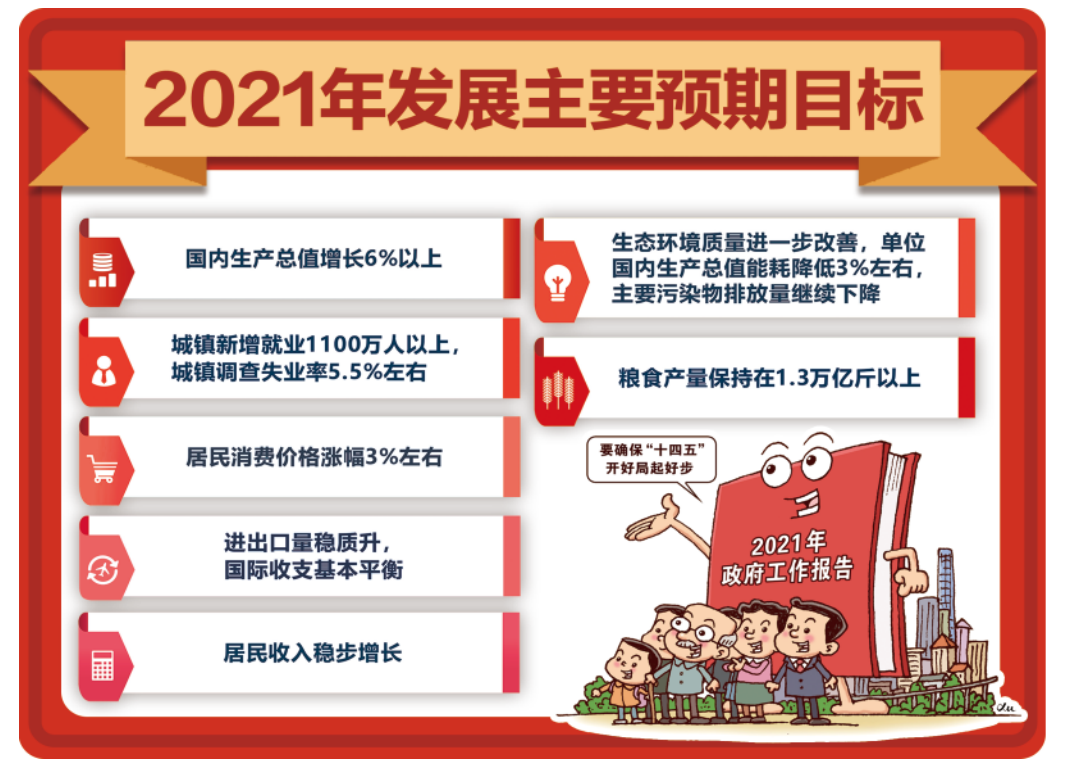 2021年发展主要预期目标
国内生产总值增长6%以上
城镇新增就业1100万人以上，
城镇调查失业率5.5%左右
居民消费价格涨幅3%左右
进出口量稳质升，
国际收支基本平衡
居民收入稳步增长
生态环境质量进一步改善，单位
国内生产总值能耗降低3%左右，
主要污染物排放量继续下降
粮食产量保持在1.3万亿斤以上
要确保“十四五”
开好局起好步
2021年
政府工作报告